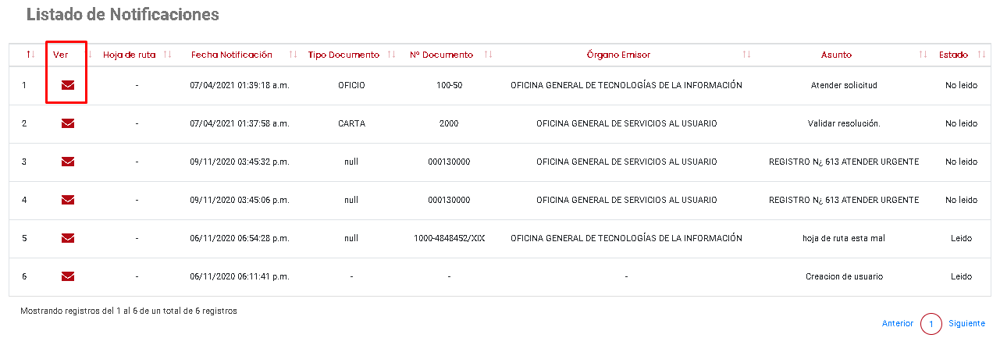 Listado de Notificaciones
Ver Hoja de ruta Fecha Notificación Tipo Documento Nº Documento Órgano Emisor Asunto Estado
1 - 07/04/2021 01:39:18 a.m. OFICIO 100-50 OFICINA GENERAL DE TECNOLOGÍAS DE LA INFORMACIÓN Atender solicitud No leido
2 - 07/04/2021 01:37:58 a.m. CARTA 2000 OFICINA GENERAL DE SERVICIOS AL USUARIO Validar resolución. No leido
3 - 09/11/2020 03:45:32 p.m. null 000130000 OFICINA GENERAL DE SERVICIOS AL USUARIO REGISTRO N¿ 613 ATENDER URGENTE No leido
4 - 09/11/2020 03:45:06 p.m. null 000130000 OFICINA GENERAL DE SERVICIOS AL USUARIO REGISTRO N¿ 613 ATENDER URGENTE No leido
5 - 06/11/2020 06:54:28 p.m. null 1000-4848452/XIX OFICINA GENERAL DE TECNOLOGÍAS DE LA INFORMACIÓN hoja de ruta esta mal Leido
6 - 06/11/2020 06:11:41 p.m. - - - Creacion de usuario Leido
Mostrando registros del 1 al 6 de un total de 6 registros
Anterior 1 Siguiente